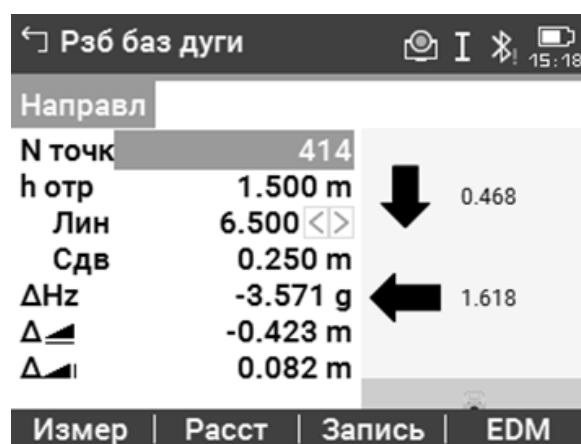 Рзб баз дуги
15:18
Направл
N точк 414
h отр 1.500 m
0.468
Лин 6.500 <>
Сдв 0.250 m
ΔHz -3.571 g
1.618
Δ -0.423 m
Δ 0.082 m
Измер | Расст | Запись | EDM